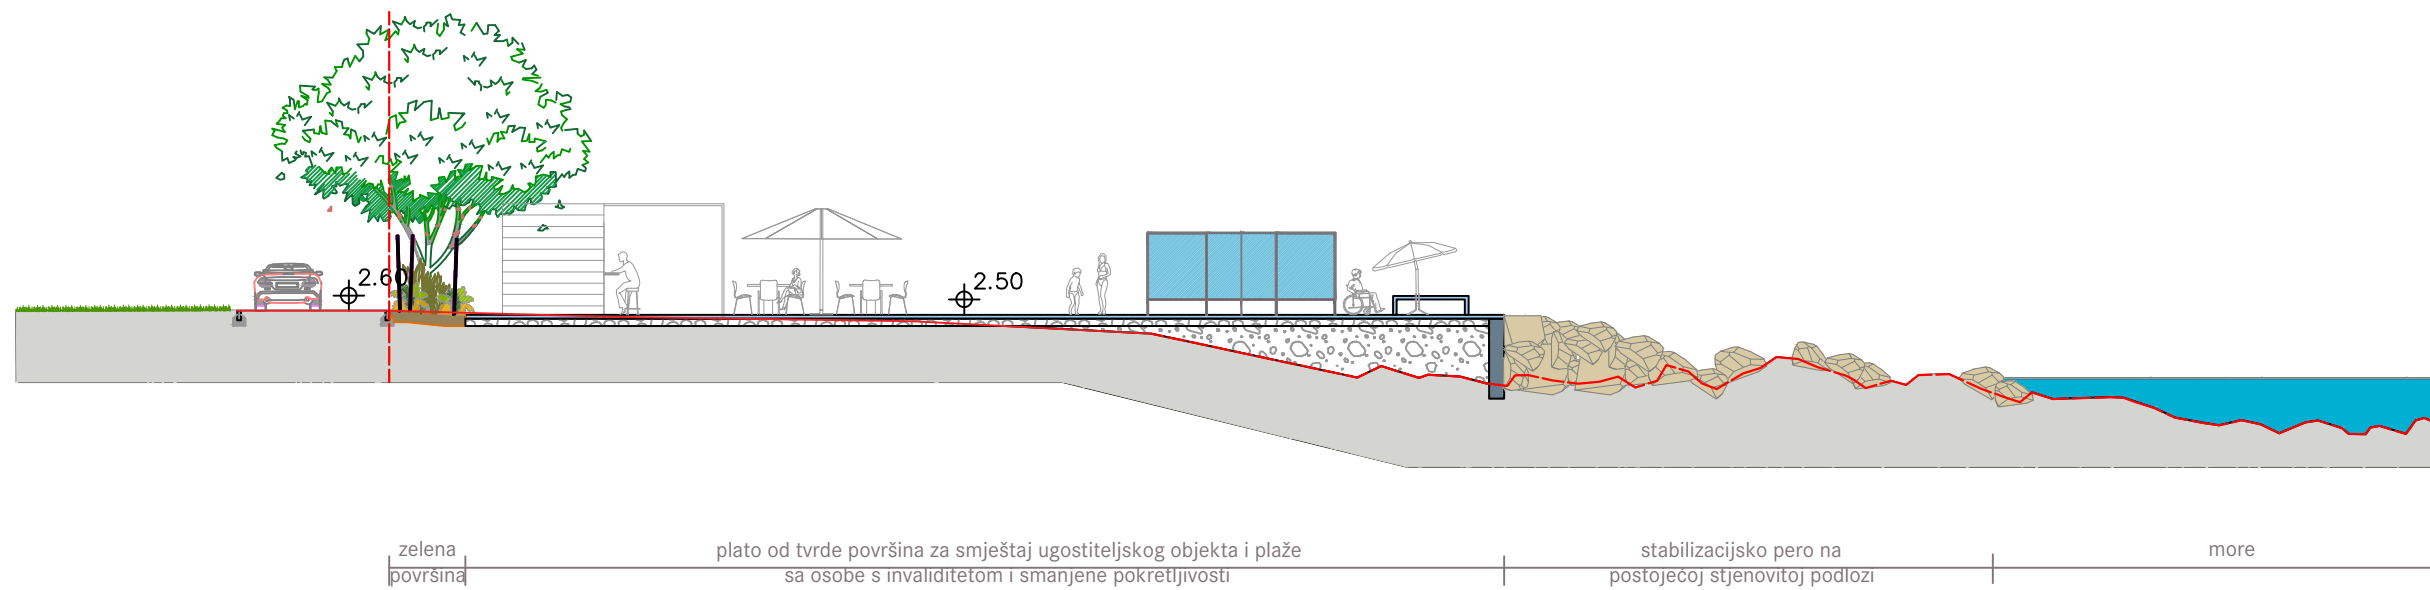 2.60
2.50
zelena
površina
plato od tvrde površina za smještaj ugostiteljskog objekta i plaže
sa osobe s invaliditetom i smanjene pokretljivosti
stabilizacijsko pero na
postojećoj stjenovitoj podlozi
more